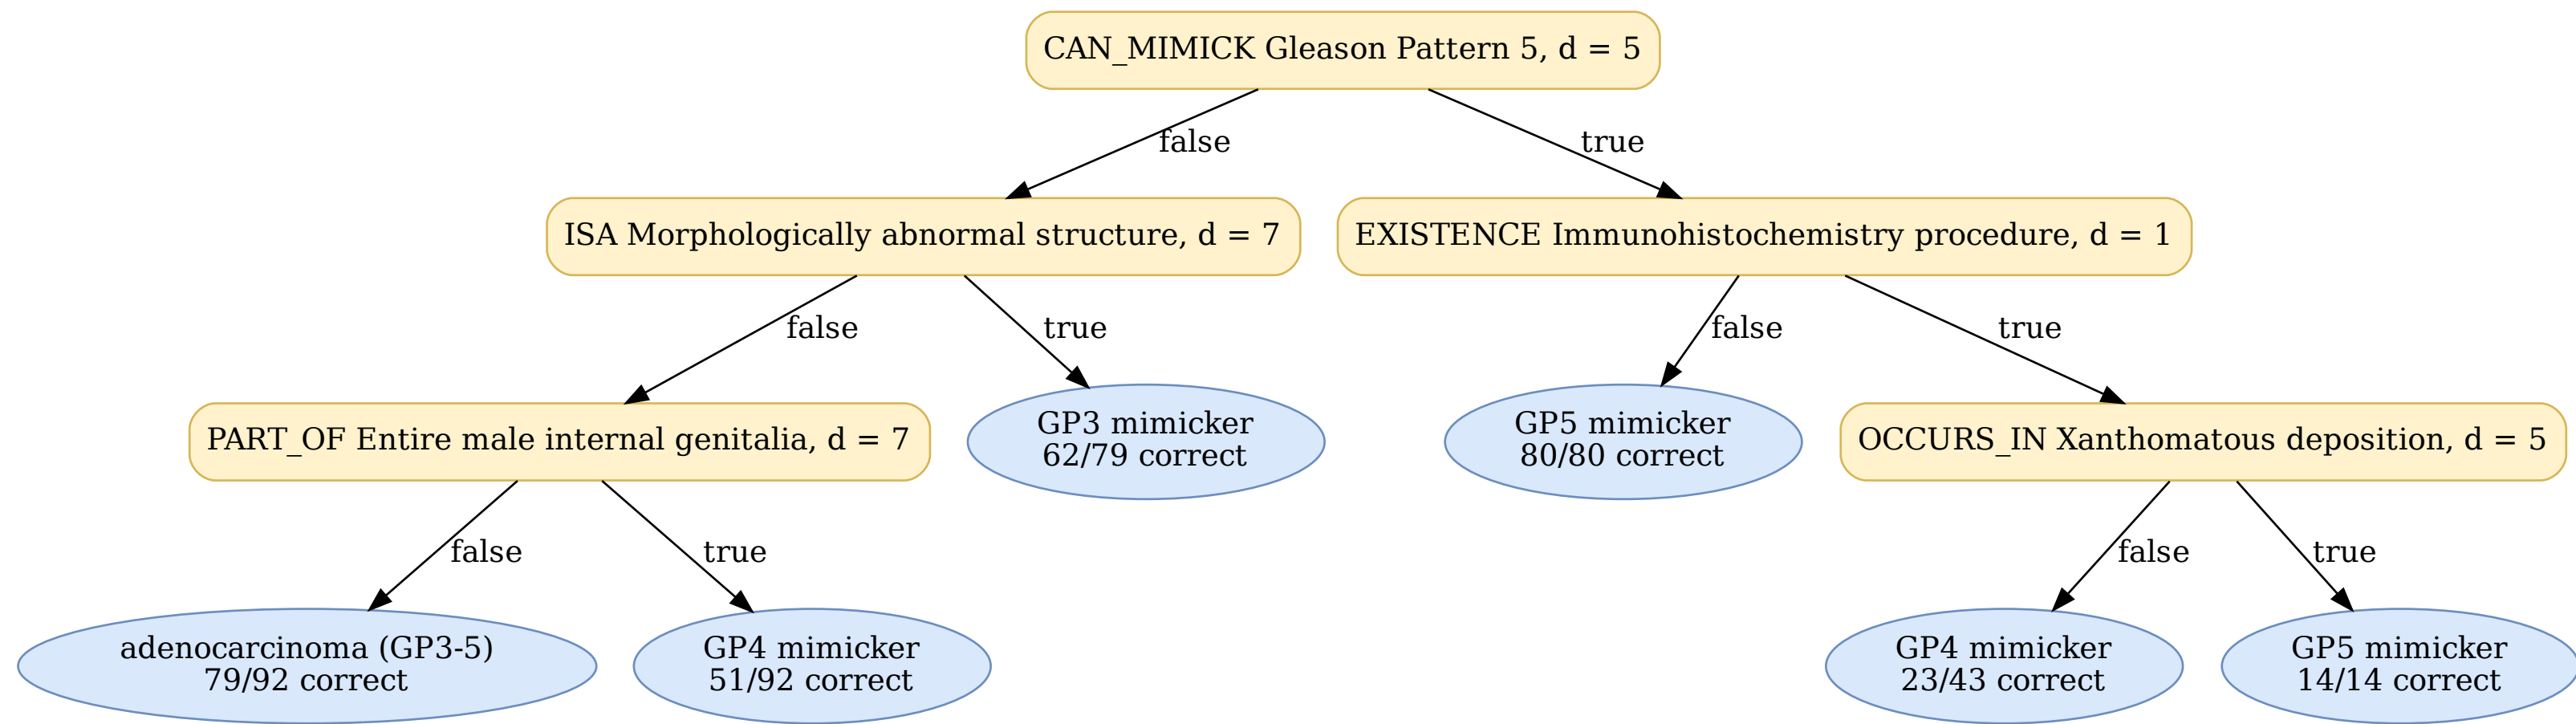 CAN_MIMICK Gleason Pattern 5, d = 5
false
true
ISA Morphologically abnormal structure, d = 7
EXISTENCE Immunohistochemistry procedure, d = 1
false
true
false
true
PART_OF Entire male internal genitalia, d = 7
GP3 mimicker
62/79 correct
GP5 mimicker
80/80 correct
OCCURS_IN Xanthomatous deposition, d = 5
false
true
false
true
adenocarcinoma (GP3-5)
79/92 correct
GP4 mimicker
51/92 correct
GP4 mimicker
23/43 correct
GP5 mimicker
14/14 correct